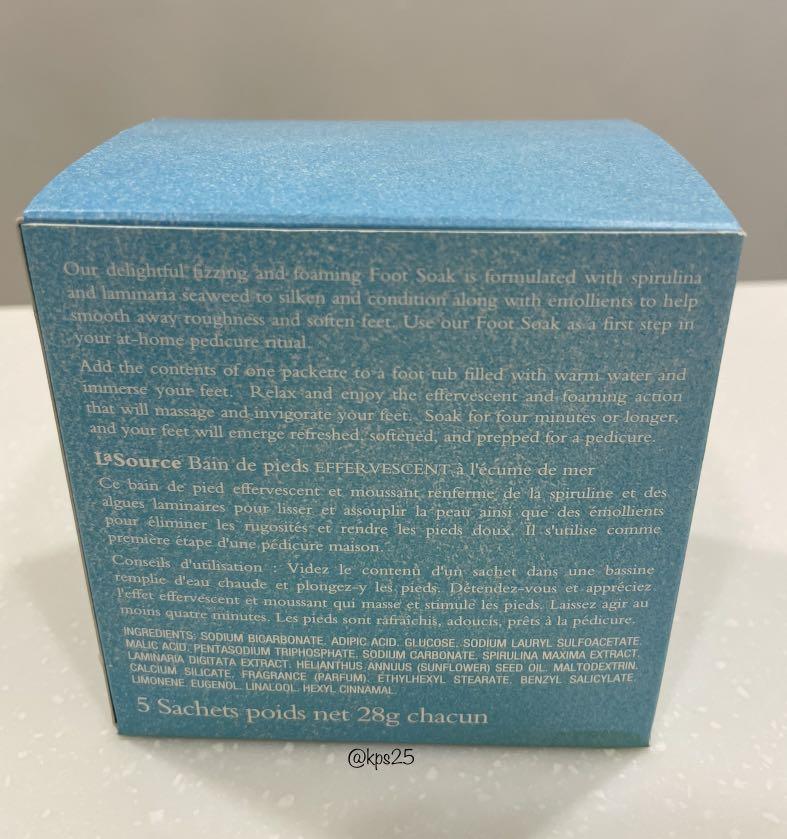 Our delightful fizzing and foaming Foot Soak is formulated with spirulina
and laminaria seaweed to silken and condition along with emollients to help
smooth away roughness and soften feet. Use our Foot Soak as a first step in
your at-home pedicure ritual.
Add the contents of one packette to a foot tub filled with warm water and
immerse your feet. Relax and enjoy the effervescent and foaming action
that will massage and invigorate your feet. Soak for four minutes or longer,
and your feet will emerge refreshed, softened, and prepped for a pedicure.
LaSource Bain de pieds EFFERVESCENT à l'écume de mer
Ce bain de pied effervescent et moussant renferme de la spiruline et des
algues laminaires pour lisser et assouplir la peau ainsi que des émollients
pour éliminer les rugosités et rendre les pieds doux. Il s'utilise comme
première étape d'une pédicure maison.
Conseils d'utilisation : Videz le contenu d'un sachet dans une bassine
remplie d'eau chaude et plongez-y les pieds. Détendez-vous et appréciez
l'effet effervescent et moussant qui masse et stimule les pieds. Laissez agir au
moins quatre minutes. Les pieds sont rafraîchis, adoucis, prêts à la pédicure.
INGREDIENTS: SODIUM BICARBONATE, ADIPIC ACID, GLUCOSE, SODIUM LAURYL SULFOACETATE,
MALIC ACID, PENTASODIUM TRIPHOSPHATE, SODIUM CARBONATE, SPIRULINA MAXIMA EXTRACT,
LAMINARIA DIGITATA EXTRACT, HELIANTHUS ANNUUS (SUNFLOWER) SEED OIL, MALTODEXTRIN,
CALCIUM SILICATE, FRAGRANCE (PARFUM), ETHYLHEXYL STEARATE, BENZYL SALICYLATE,
LIMONENE, EUGENOL, LINALOOL, HEXYL CINNAMAL.
5 Sachets poids net 28g chacun
@kps25